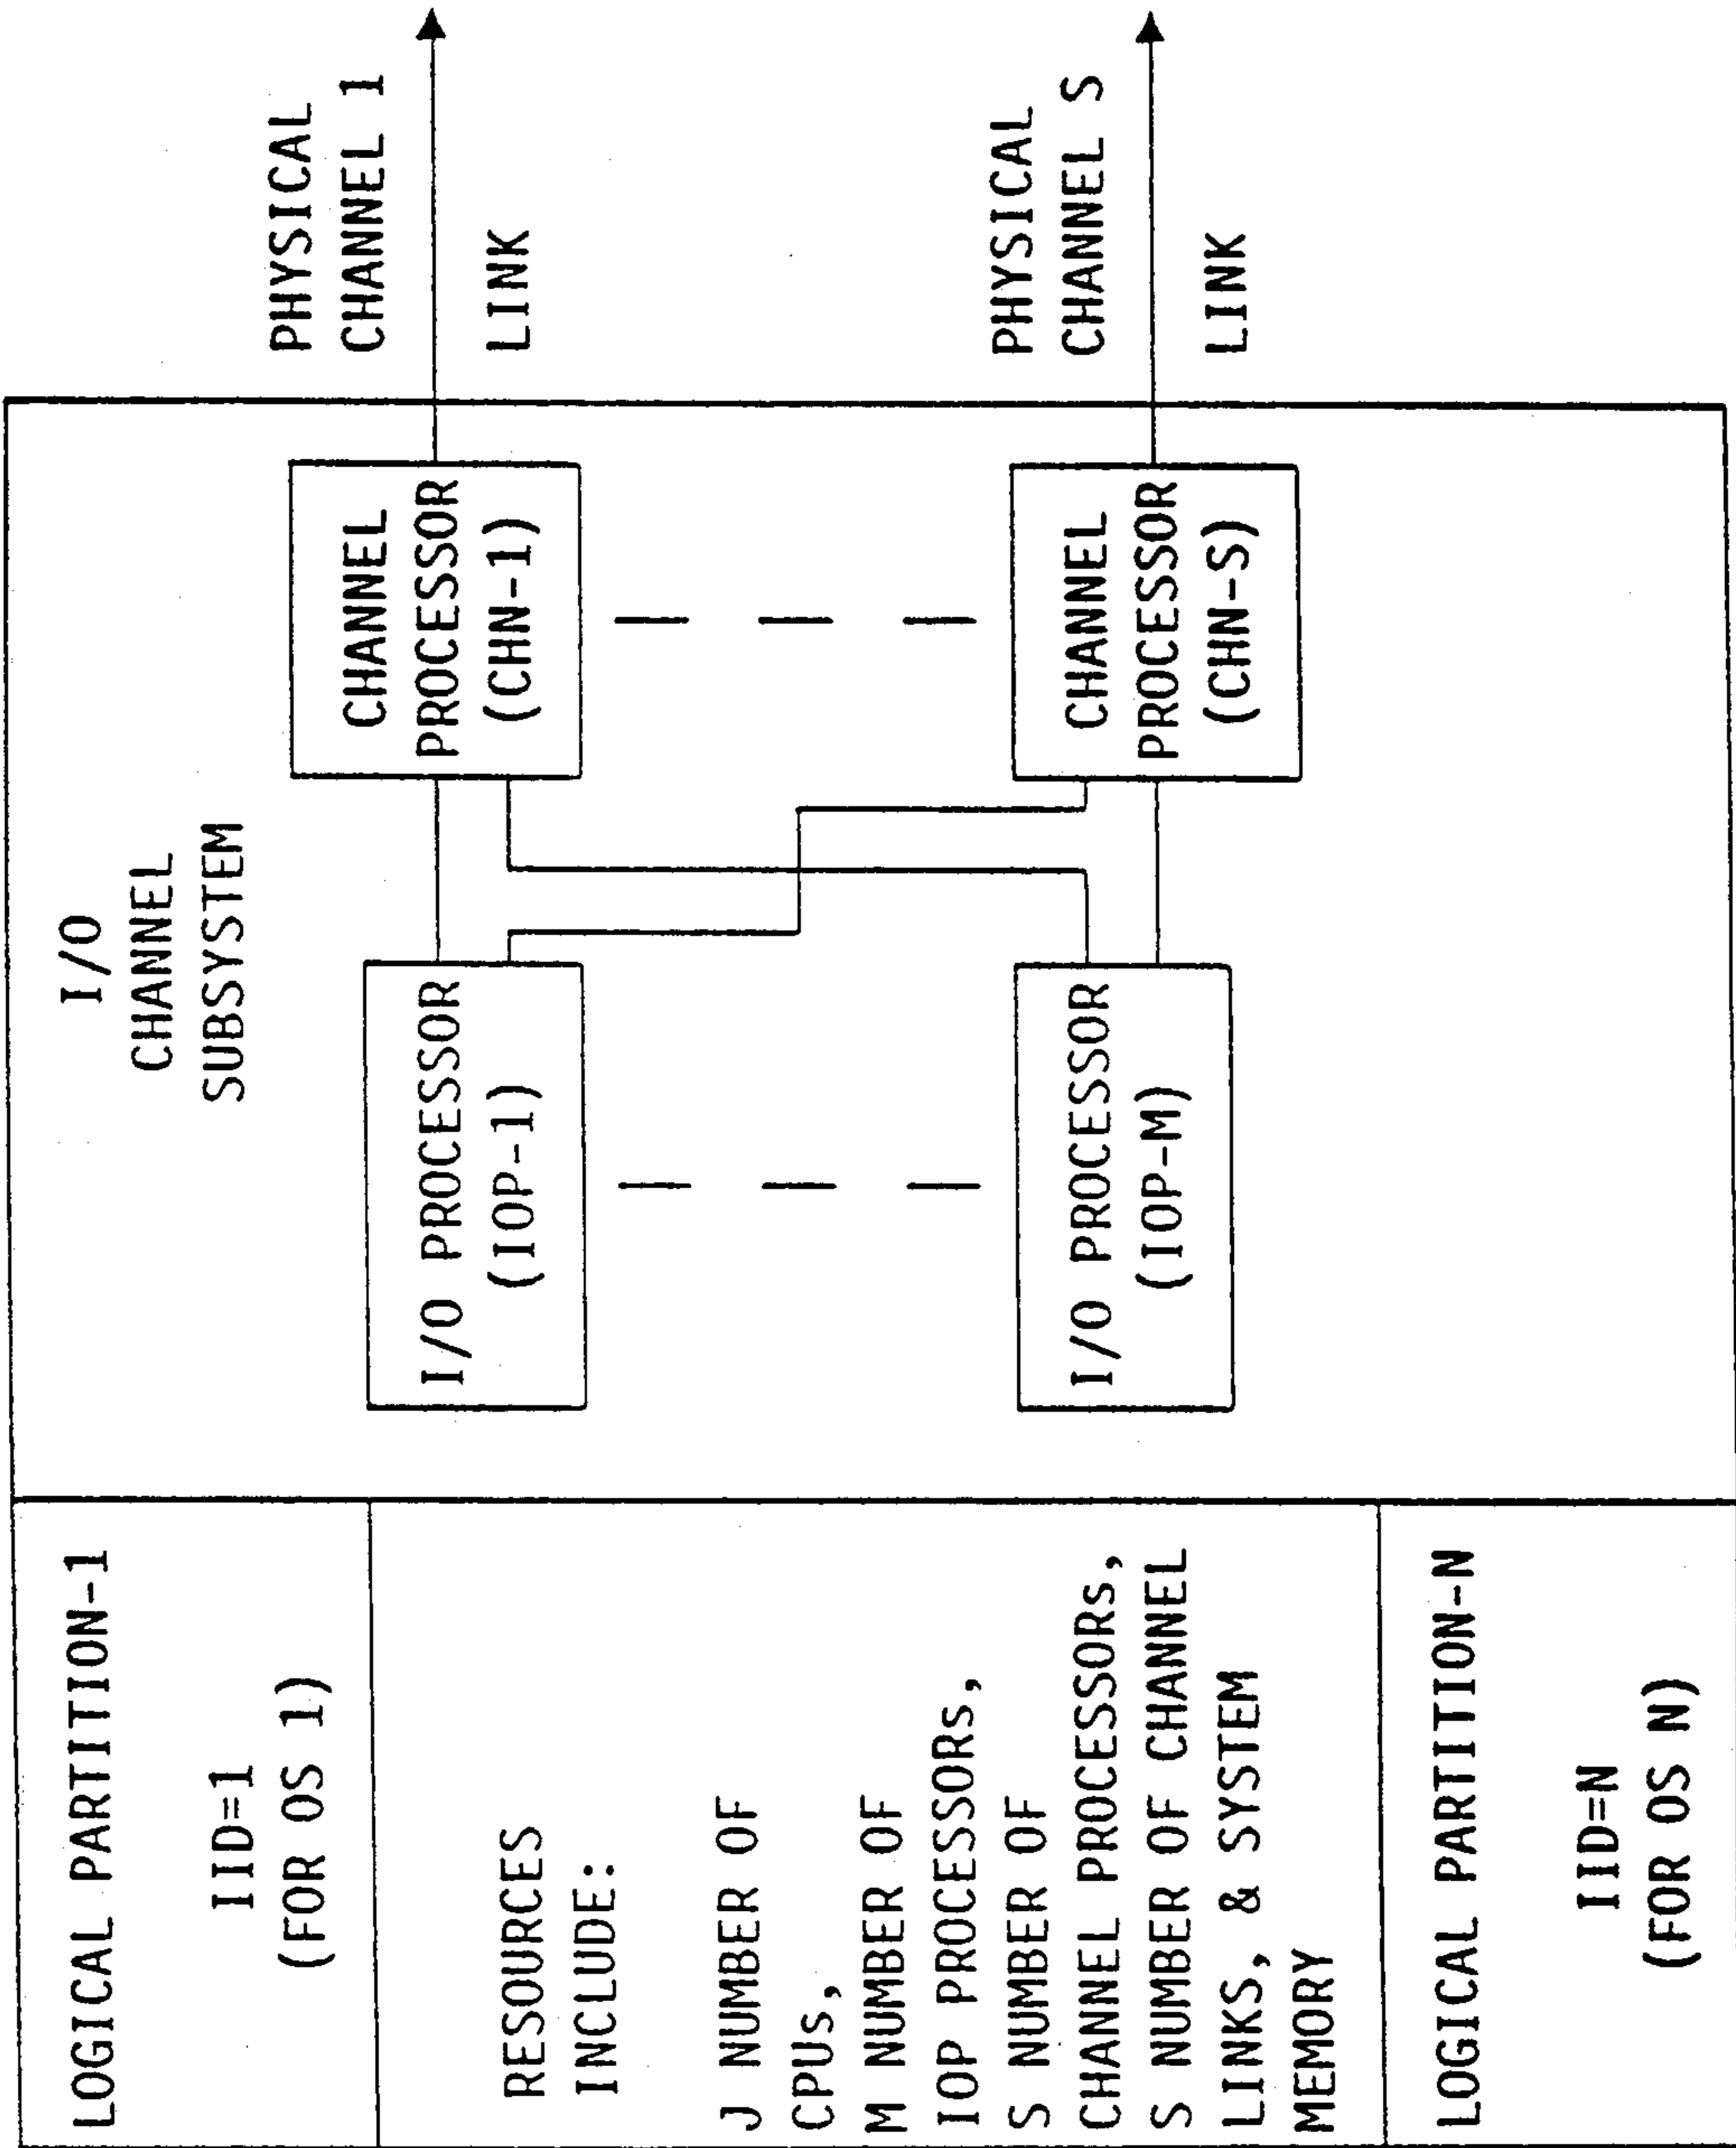 LOGICAL PARTITION-1
IID=1
(FOR OS 1)
RESOURCES
INCLUDE:
J NUMBER OF
CPUs,
M NUMBER OF
IOP PROCESSORs,
S NUMBER OF
CHANNEL PROCESSORs,
S NUMBER OF CHANNEL
LINKS, & SYSTEM
MEMORY
LOGICAL PARTITION-N
IID=N
(FOR OS N)
I/O
CHANNEL
SUBSYSTEM
I/O PROCESSOR
(IOP-1)
I/O PROCESSOR
(IOP-M)
CHANNEL
PROCESSOR
(CHN-1)
CHANNEL
PROCESSOR
(CHN-S)
PHYSICAL
CHANNEL 1
LINK
PHYSICAL
CHANNEL S
LINK